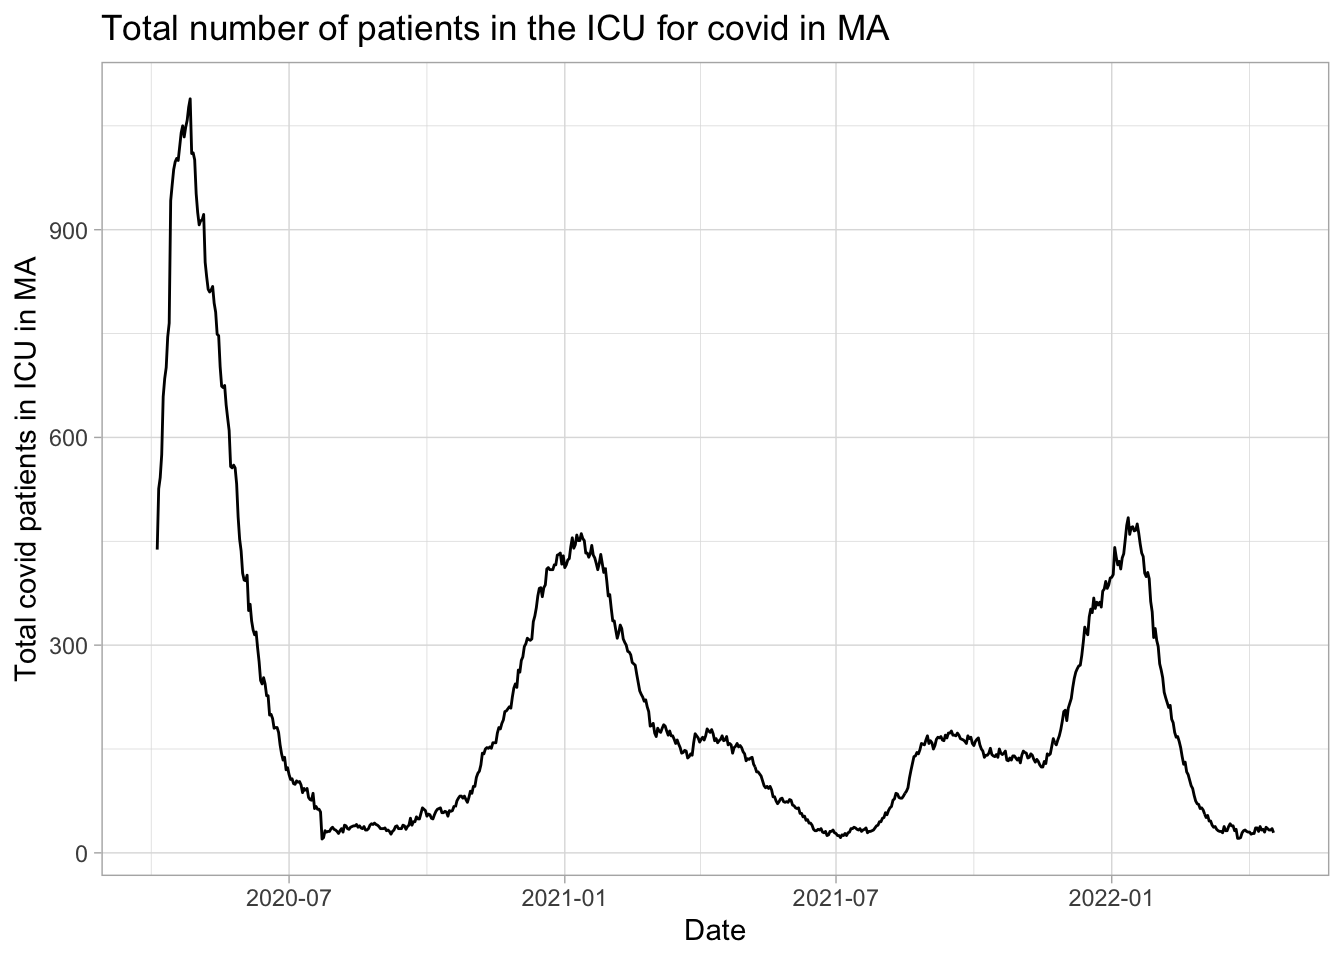 Total number of patients in the ICU for covid in MA
Total covid patients in ICU in MA
900
600
300
0
2020-07
2021-01
2021-07
2022-01
Date